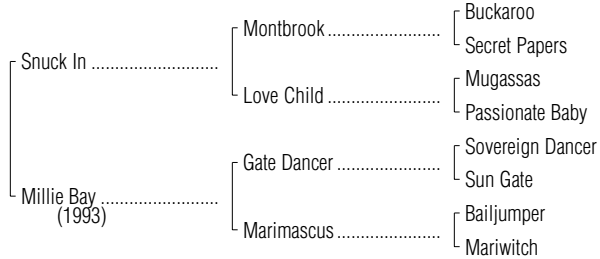 Buckaroo
Montbrook
Secret Papers
Snuck In
Mugassas
Love Child
Passionate Baby
Sovereign Dancer
Gate Dancer
Sun Gate
Millie Bay
(1993)
Bailjumper
Marimascus
Mariwitch